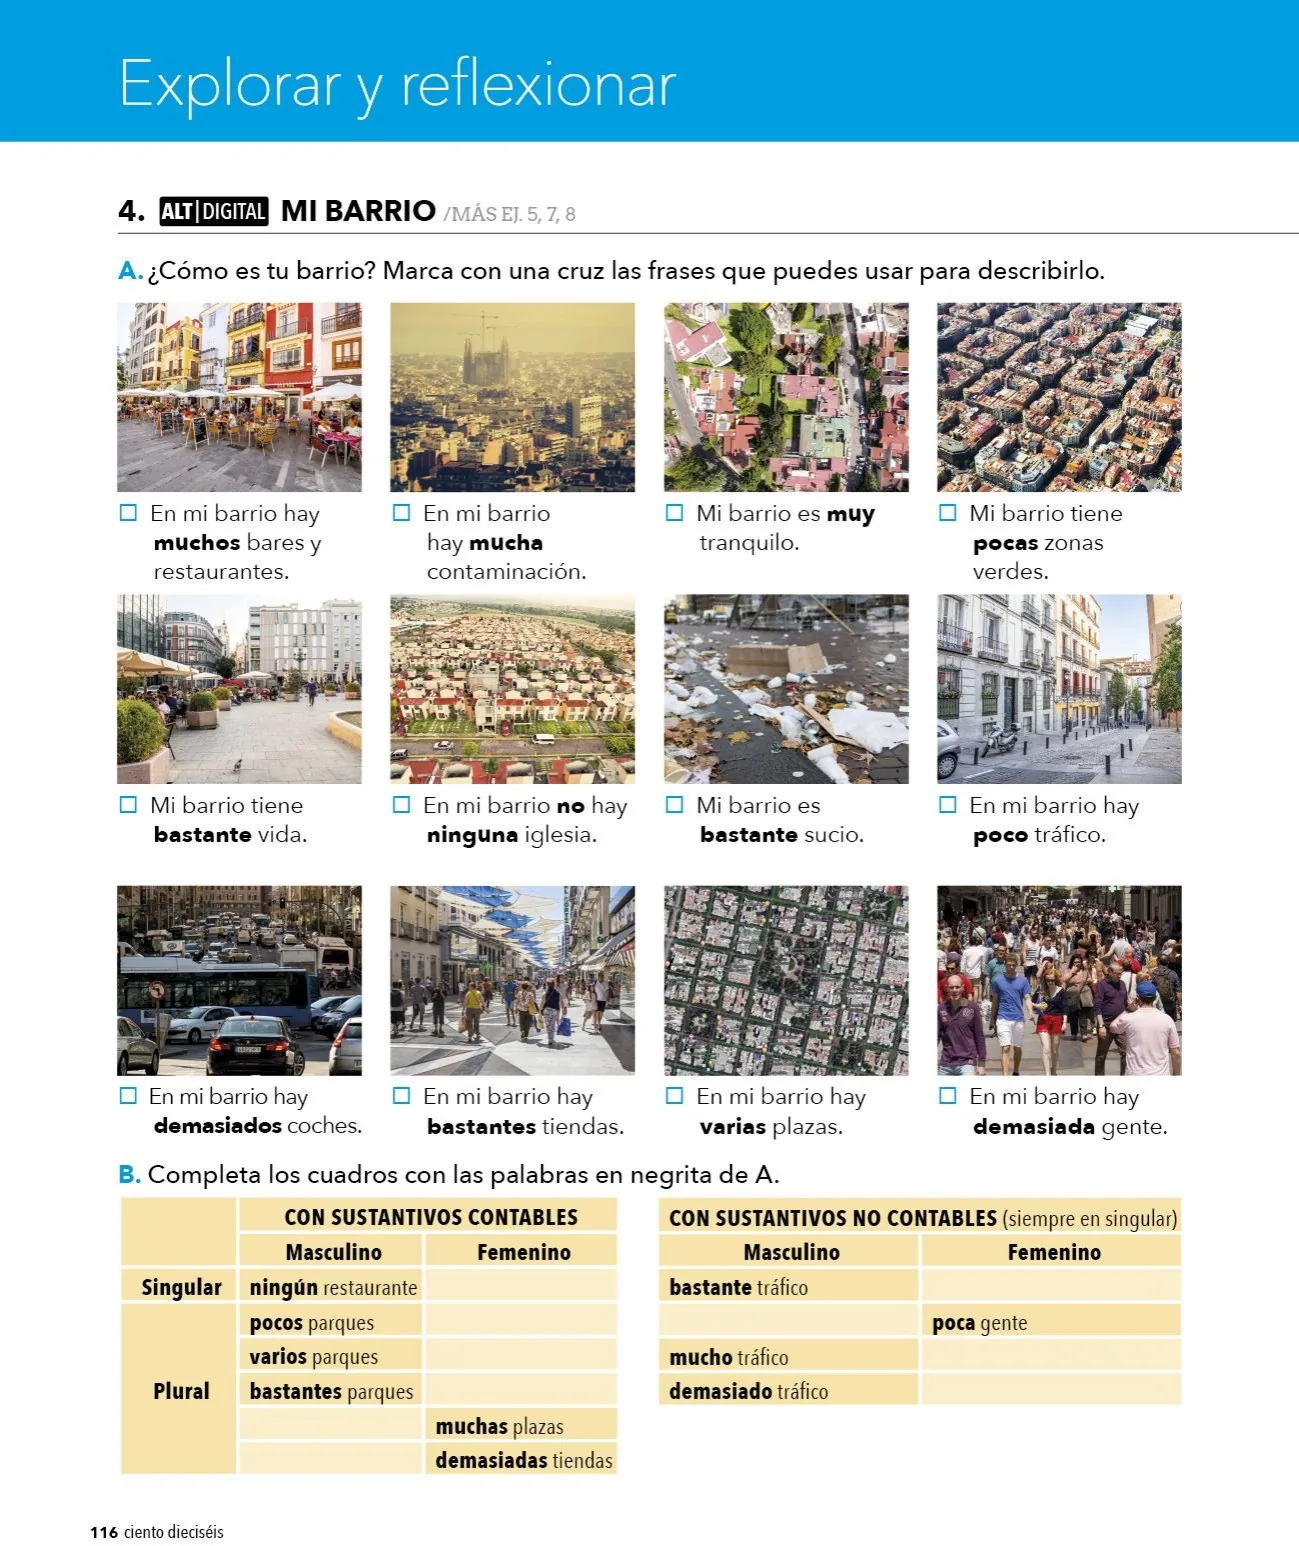 Explorar y reflexionar
4. ALT|DIGITAL MI BARRIO /MÁS EJ. 5, 7, 8
A. ¿Cómo es tu barrio? Marca con una cruz las frases que puedes usar para describirlo.
En mi barrio hay
muchos bares y
restaurantes.
En mi barrio
hay mucha
contaminación.
Mi barrio es muy
tranquilo.
Mi barrio tiene
pocas zonas
verdes.
Mi barrio tiene
bastante vida.
En mi barrio no hay
ninguna iglesia.
Mi barrio es
bastante sucio.
En mi barrio hay
poco tráfico.
En mi barrio hay
demasiados coches.
En mi barrio hay
bastantes tiendas.
En mi barrio hay
varias plazas.
En mi barrio hay
demasiada gente.
B. Completa los cuadros con las palabras en negrita de A.
CON SUSTANTIVOS CONTABLES
Masculino Femenino
Singular ningún restaurante
pocos parques
varios parques
Plural bastantes parques
muchas plazas
demasiadas tiendas
CON SUSTANTIVOS NO CONTABLES (siempre en singular)
Masculino Femenino
bastante tráfico
poca gente
mucho tráfico
demasiado tráfico
116 ciento dieciséis